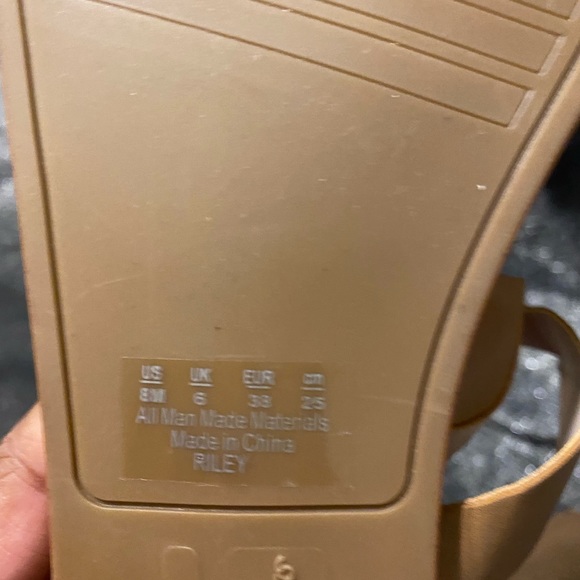 US UK EUR cm
8M 6 38 25
All Man Made Materials
Made in China
RILEY